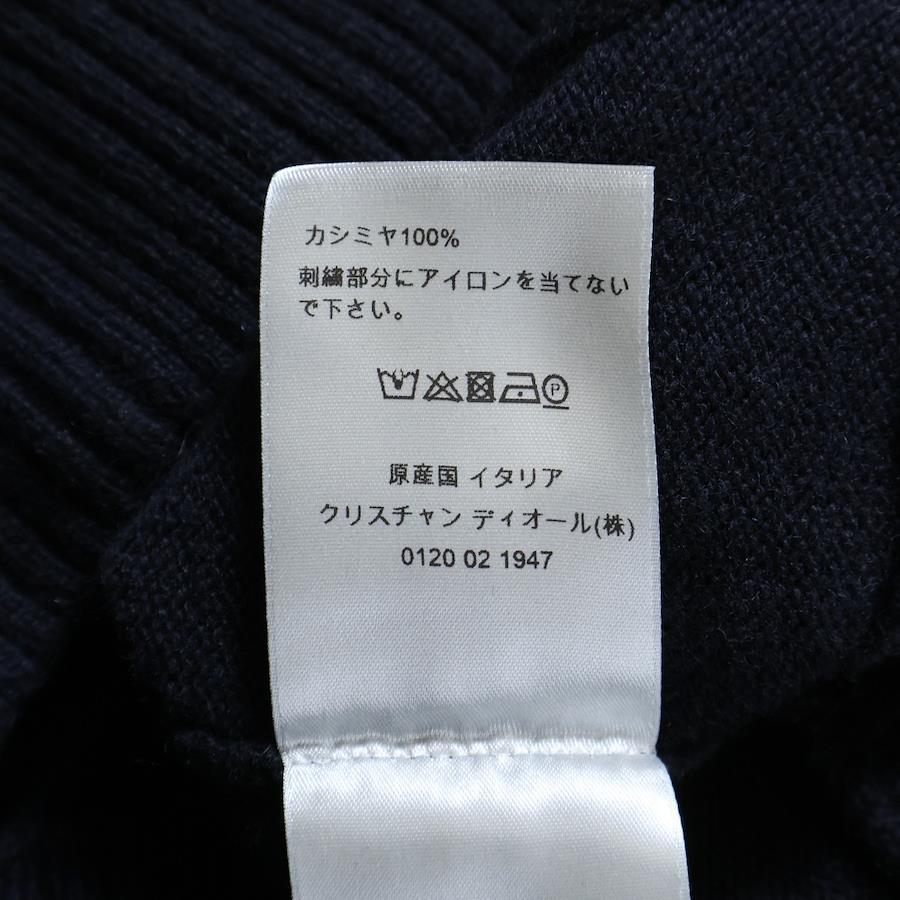 カシミヤ100%
刺繍部分にアイロンを当てない
で下さい。
P
原産国 イタリア
クリスチャン ディオール(株)
0120 02 1947